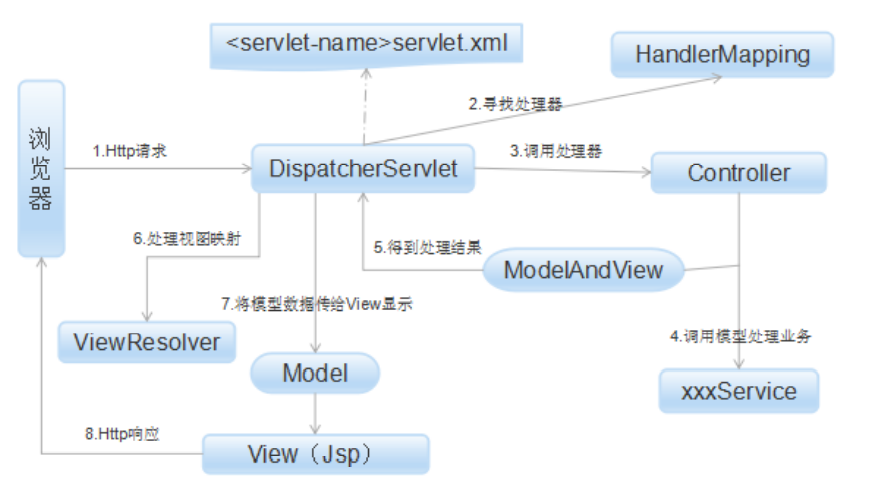 <servlet-name>servlet.xml
HandlerMapping
浏览器
1.Http请求
2.寻找处理器
DispatcherServlet
3.调用处理器
Controller
6.处理视图映射
5.得到处理结果
ModelAndView
7.将模型数据传给View显示
ViewResolver
4.调用模型处理业务
Model
xxxService
8.Http响应
View（Jsp）